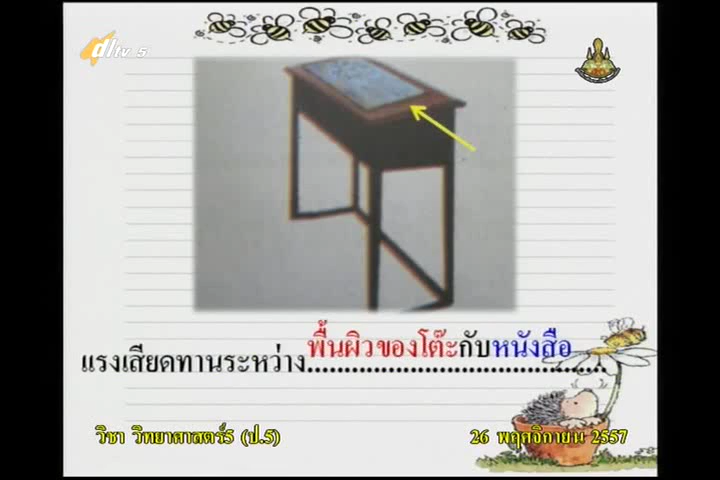 dltv 5
แรงเสียดทานระหว่างพื้นผิวของโต๊ะกับหนังสือ
วิชา วิทยาศาสตร์5 (ป.5)
26 พฤศจิกายน 2557